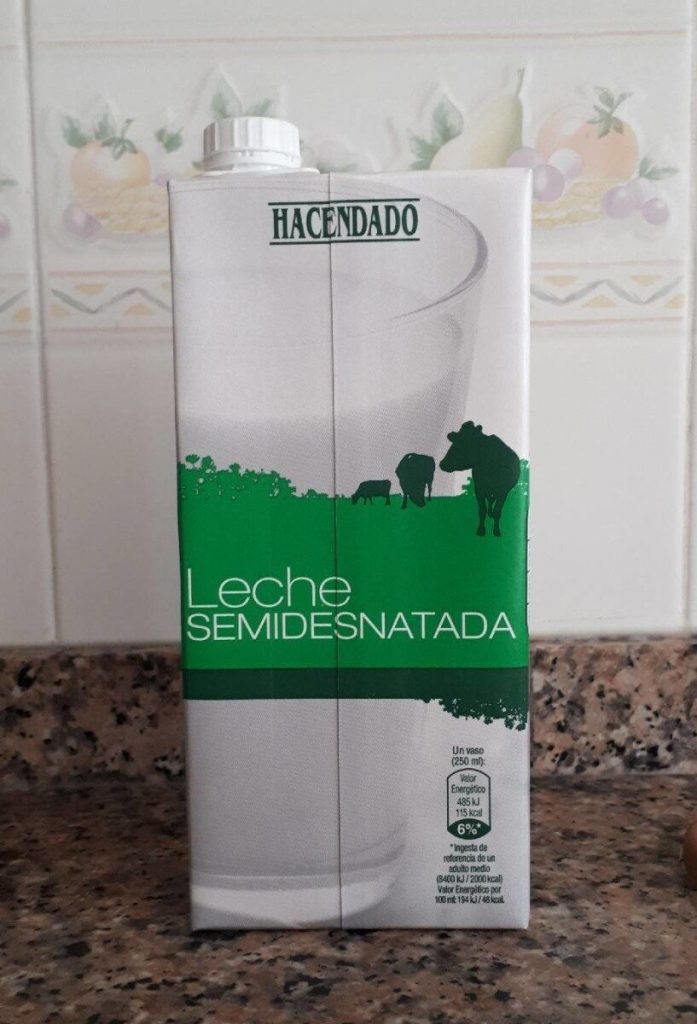 HACENDADO
Leche
SEMIDESNATADA
Un vaso
(250 ml):
Valor
Energético
485 kJ
115 kcal
6%*
*Ingesta de
referencia de un
adulto medio
(8400 kJ / 2000 kcal)
Valor Energético por
100 ml: 194 kJ / 46 kcal.